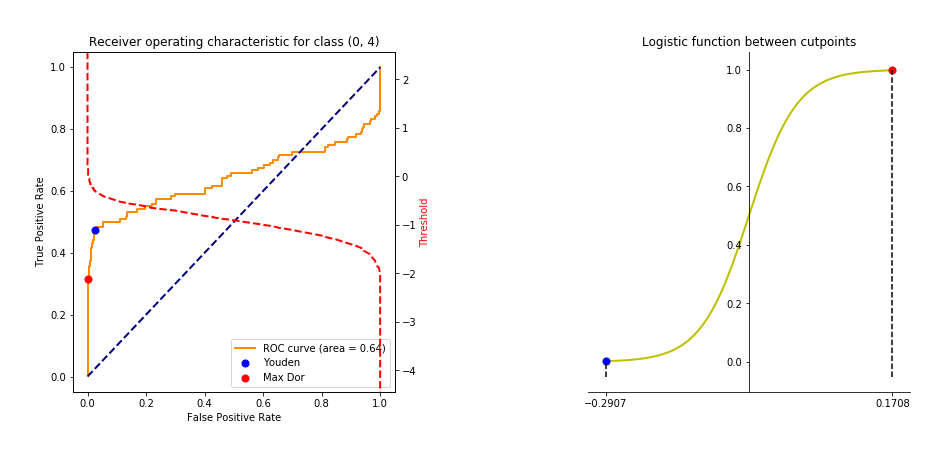 Receiver operating characteristic for class (0, 4)
1.0
0.8
0.6
0.4
0.2
0.0
True Positive Rate
0.0 0.2 0.4 0.6 0.8 1.0
False Positive Rate
2
1
0
−1
−2
−3
−4
Threshold
ROC curve (area = 0.64)
Youden
Max Dor
Logistic function between cutpoints
1.0
0.8
0.6
0.4
0.2
0.0
−0.2907 0.1708